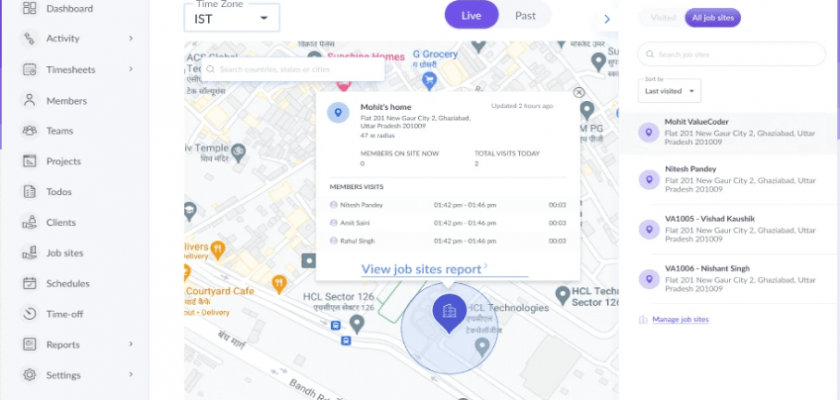 Dashboard
Activity
Timesheets
Members
Teams
Projects
Todos
Clients
Job sites
Schedules
Time-off
Reports
Settings
Time Zone
IST
Live
Past
Search countries, states or cities
G Grocery
Mohit's home
Updated 2 hours ago
Flat 201 New Gaur City 2, Ghaziabad,
Uttar Pradesh 201009
47 m radius
MEMBERS ON SITE NOW
0
TOTAL VISITS TODAY
2
MEMBERS VISITS
Nitesh Pandey 01:42 pm - 01:46 pm 00:03
Amit Saini 01:42 pm - 01:46 pm 00:03
Rahul Singh 01:42 pm - 01:46 pm 00:03
View job sites report
iv Temple
शिव मंदिर
M PG
Courtyard Cafe
HCL Sector 126
एचसीएल सेक्टर 126
HCL Technologies
HCL Tech
Sector 126
Bandh R
Visited
All job sites
Search job sites
Sort by
Last visited
Mohit ValueCoder
Flat 201 New Gaur City 2, Ghaziabad, Uttar
Pradesh 201009
Nitesh Pandey
Flat 201 New Gaur City 2, Ghaziabad, Uttar
Pradesh 201009
VA1005 - Vishad Kaushik
Flat 201 New Gaur City 2, Ghaziabad, Uttar
Pradesh 201009
VA1006 - Nishant Singh
Flat 201 New Gaur City 2, Ghaziabad, Uttar
Pradesh 201009
Manage job sites